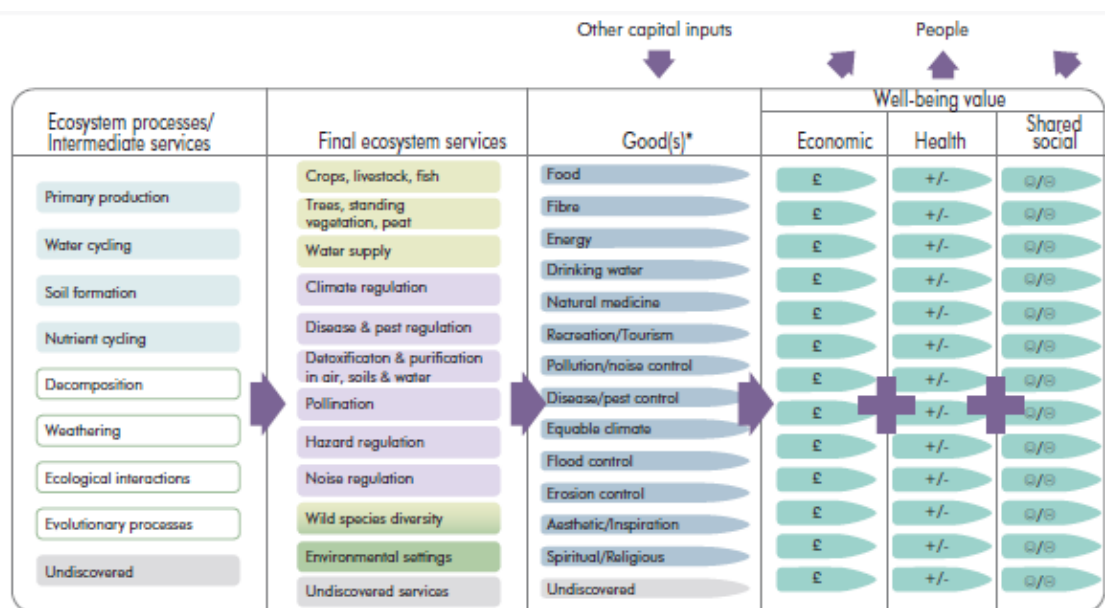 Other capital inputs
People
Well-being value
Ecosystem processes/
Intermediate services
Final ecosystem services
Good(s)*
Economic
Health
Shared
social
Primary production
Water cycling
Soil formation
Nutrient cycling
Decomposition
Weathering
Ecological interactions
Evolutionary processes
Undiscovered
Crops, livestock, fish
Trees, standing
vegetation, peat
Water supply
Climate regulation
Disease & pest regulation
Detoxificaton & purification
in air, soils & water
Pollination
Hazard regulation
Noise regulation
Wild species diversity
Environmental settings
Undiscovered services
Food
Fibre
Energy
Drinking water
Natural medicine
Recreation/Tourism
Pollution/noise control
Disease/pest control
Equable climate
Flood control
Erosion control
Aesthetic/Inspiration
Spiritual/Religious
Undiscovered
£ +/- ☺/☹
£ +/- ☺/☹
£ +/- ☺/☹
£ +/- ☺/☹
£ +/- ☺/☹
£ +/- ☺/☹
£ +/- ☺/☹
£ +/- ☺/☹
£ +/- ☺/☹
£ +/- ☺/☹
£ +/- ☺/☹
£ +/- ☺/☹
£ +/- ☺/☹